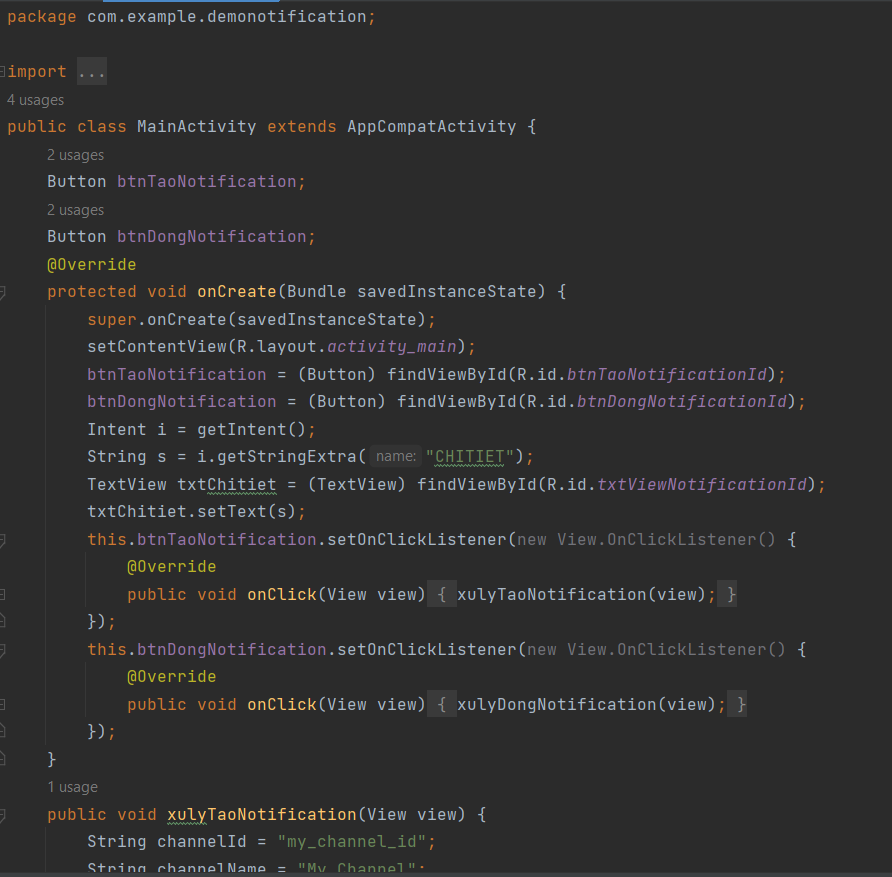 package com.example.demonotification;
import ...
4 usages
public class MainActivity extends AppCompatActivity {
2 usages
Button btnTaoNotification;
2 usages
Button btnDongNotification;
@Override
protected void onCreate(Bundle savedInstanceState) {
super.onCreate(savedInstanceState);
setContentView(R.layout.activity_main);
btnTaoNotification = (Button) findViewById(R.id.btnTaoNotificationId);
btnDongNotification = (Button) findViewById(R.id.btnDongNotificationId);
Intent i = getIntent();
String s = i.getStringExtra( name: "CHITIET");
TextView txtChitiet = (TextView) findViewById(R.id.txtViewNotificationId);
txtChitiet.setText(s);
this.btnTaoNotification.setOnClickListener(new View.OnClickListener() {
@Override
public void onClick(View view) { xulyTaoNotification(view); }
});
this.btnDongNotification.setOnClickListener(new View.OnClickListener() {
@Override
public void onClick(View view) { xulyDongNotification(view); }
});
}
1 usage
public void xulyTaoNotification(View view) {
String channelId = "my_channel_id";
String channelName = "My Channel";